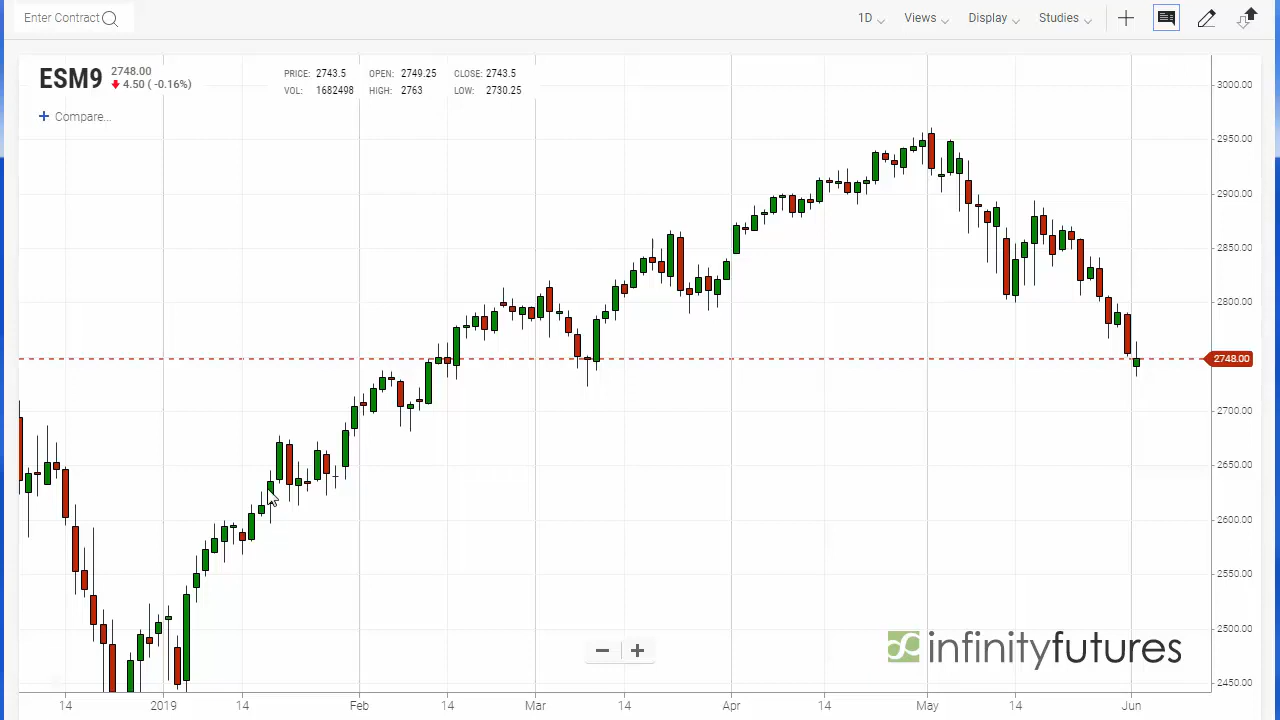 Enter Contract 1D Views Display Studies
ESM9 2748.00
4.50 ( -0.16%)
PRICE: 2743.5 OPEN: 2749.25 CLOSE: 2743.5
VOL: 1682498 HIGH: 2763 LOW: 2730.25
+ Compare...
3000.00
2950.00
2900.00
2850.00
2800.00
2748.00
2700.00
2650.00
2600.00
2550.00
2500.00
2450.00
infinityfutures
14 2019 14 Feb 14 Mar 14 Apr 14 May 14 Jun